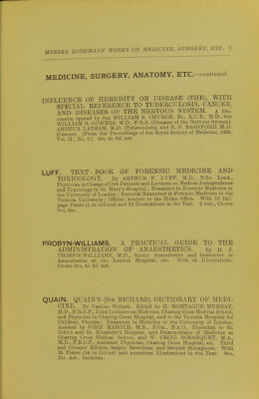 MESSRS. LONGMANS' WORKS ON MEDICINE, SURGERY, ETC. 7
MEDICINE, SURGERY, ANATOMY, ETC.—continued.
INFLUENCE OF HEREDITY ON DISEASE (THE), WITH
SPECIAL REFERENCE TO TUBERCULOSIS, CANCER,
AND DISEASES OF THE NERVOUS SYSTEM. A Dis-
cussion opened by Sir WILLIAM S. CHURCH, Bt., K.C.B., M.D., Sir
WILLIAM R. GOWERS, M.D., F.R.S. (Diseases of the Nervous System),
ARTHUR LATHAM, M.D. (Tuberculosis), and E. F. BASHFORD, M.D.
(Cancer). [From the Proceedings of the Royal Society of Medicine, 1909,
Vol. II., No. 3.] 4to. 4s. 6d. net.
LUFF. TEXT-BOOK OF FORENSIC MEDICINE AND
TOXICOLOGY. By ARTHUR P. LUFF, M.D., B.Sc. Lond.,
Physician in Charge of Out-Patients and Lecturer on Medical Jurisprudence
and Toxicology in St. Mary's Hospital; Examiner in Forensic Medicine in
the University of London; External Examiner in Forensic Medicine in the
Victoria University; Official Analyst to the Home Office. With 13 full-
page Plates (1 in colours) and 33 Illustrations in the Text. 2 vols., Crown
8vo, 24s.
PROBYN-WILLIAMS. A PRACTICAL GUIDE TO THE
ADMINISTRATION OF ANÆSTHETICS. By R. J.
PROBYN-WILLIAMS, M.D., Senior Anæsthetist and Instructor in
Anæsthetics at the London Hospital, etc. With Illustrations.
Crown 8vo, 4s. 6d. net.
QUAIN. QUAIN'S (Sir RICHARD) DICTIONARY OF MEDI-
CINE. By Various Writers. Edited by H. MONTAGUE MURRAY,
M.D., F.R.C.P., Joint Lecturer on Medicine, Charing Cross Medical School,
and Physician to Charing Cross Hospital, and to the Victoria Hospital for
Children, Chelsea; Examiner in Medicine to the University of London.
Assisted by JOHN HAROLD, M.B., B.Ch., B.A.O., Physician to St.
John's and St. Elizabeth's Hospital, and Demonstrator of Medicine at
Charing Cross Medical School, and W. CECIL BOSANQUET, M.A.,
M.D., F.R.C.P., Assistant Physician, Charing Cross Hospital, etc. Third
and Cheaper Edition, largely Rewritten, and Revised throughout. With
21 Plates (14 in Colour) and numerous Illustrations in the Text. 8vo,
21s. net.; buckram.